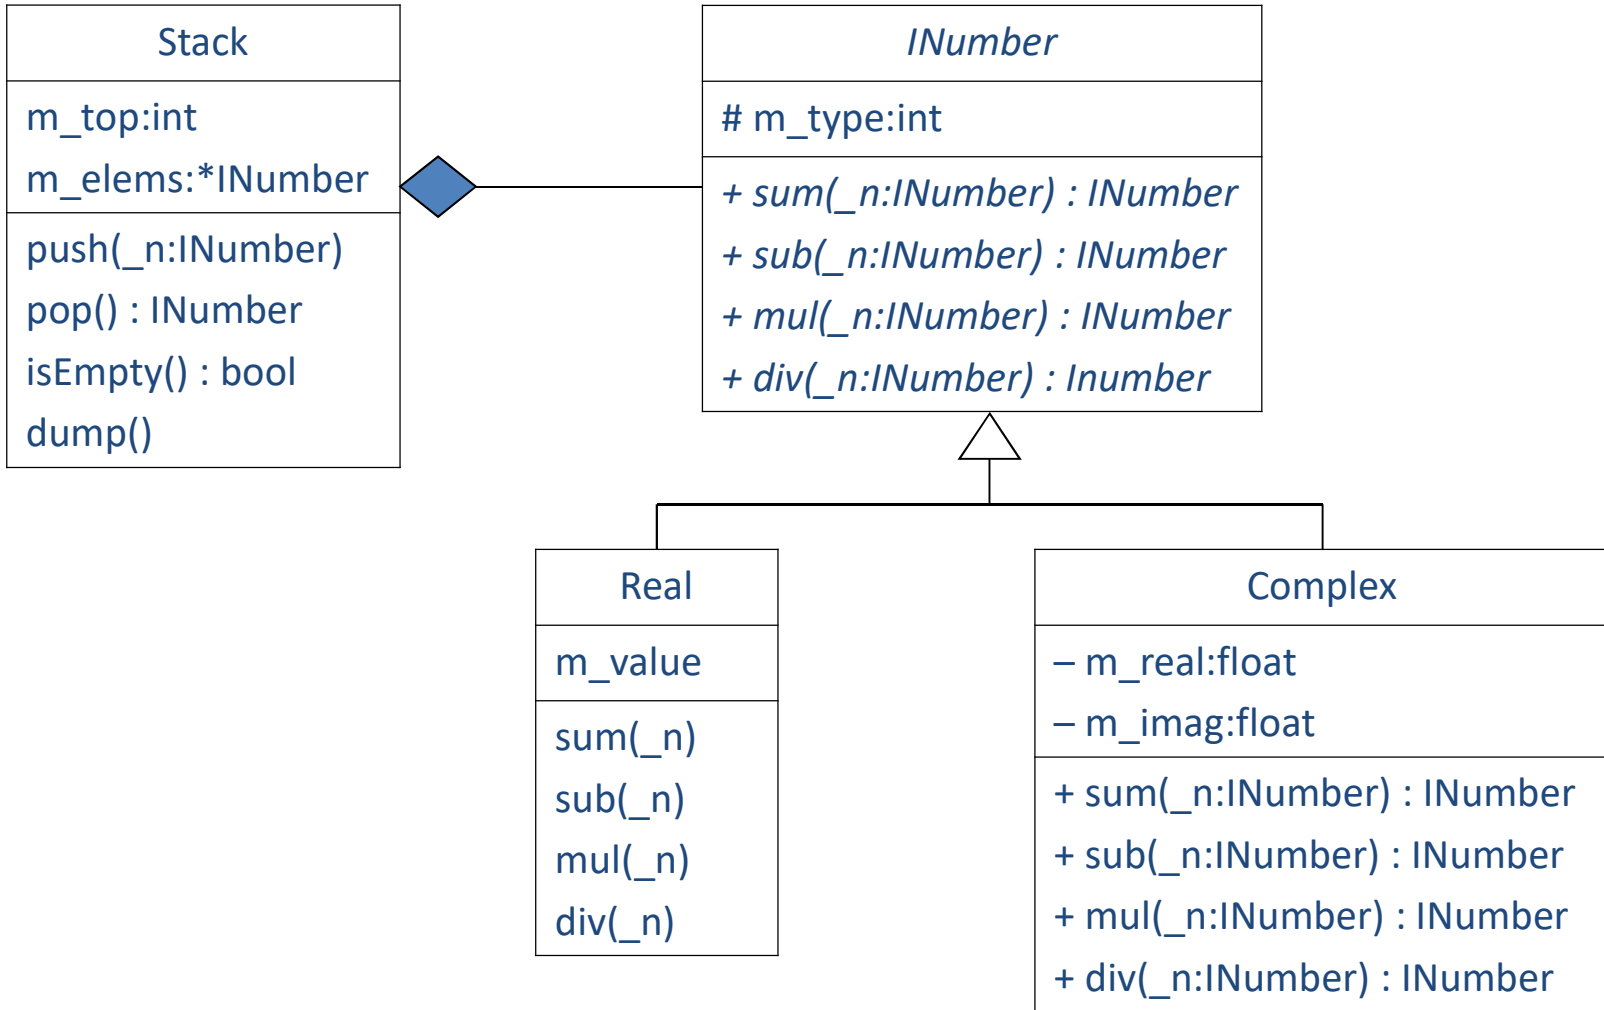 Stack
m_top:int
m_elems:*INumber
push(_n:INumber)
pop() : INumber
isEmpty() : bool
dump()
INumber
# m_type:int
+ sum(_n:INumber) : INumber
+ sub(_n:INumber) : INumber
+ mul(_n:INumber) : INumber
+ div(_n:INumber) : Inumber
Real
m_value
sum(_n)
sub(_n)
mul(_n)
div(_n)
Complex
– m_real:float
– m_imag:float
+ sum(_n:INumber) : INumber
+ sub(_n:INumber) : INumber
+ mul(_n:INumber) : INumber
+ div(_n:INumber) : INumber